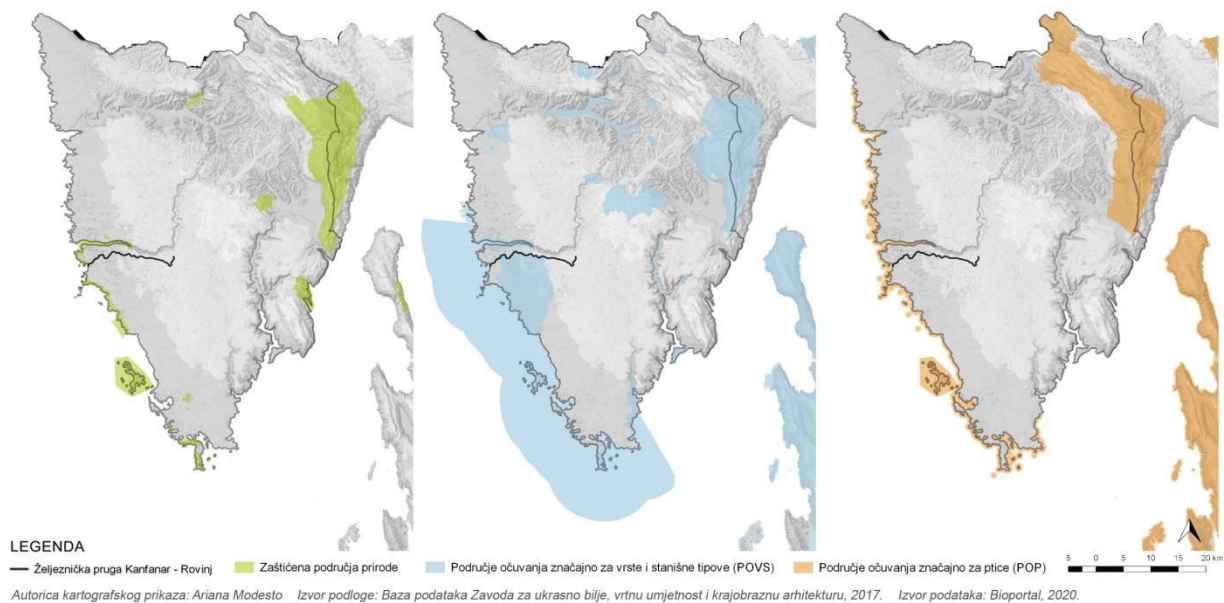 LEGENDA
Željeznička pruga Kanfanar - Rovinj Zaštićena područja prirode Područje očuvanja značajno za vrste i stanišne tipove (POVS) Područje očuvanja značajno za ptice (POP) 5 0 5 10 15 20 km
Autorica kartografskog prikaza: Ariana Modesto Izvor podloge: Baza podataka Zavoda za ukrasno bilje, vrtnu umjetnost i krajobraznu arhitekturu, 2017. Izvor podataka: Bioportal, 2020.